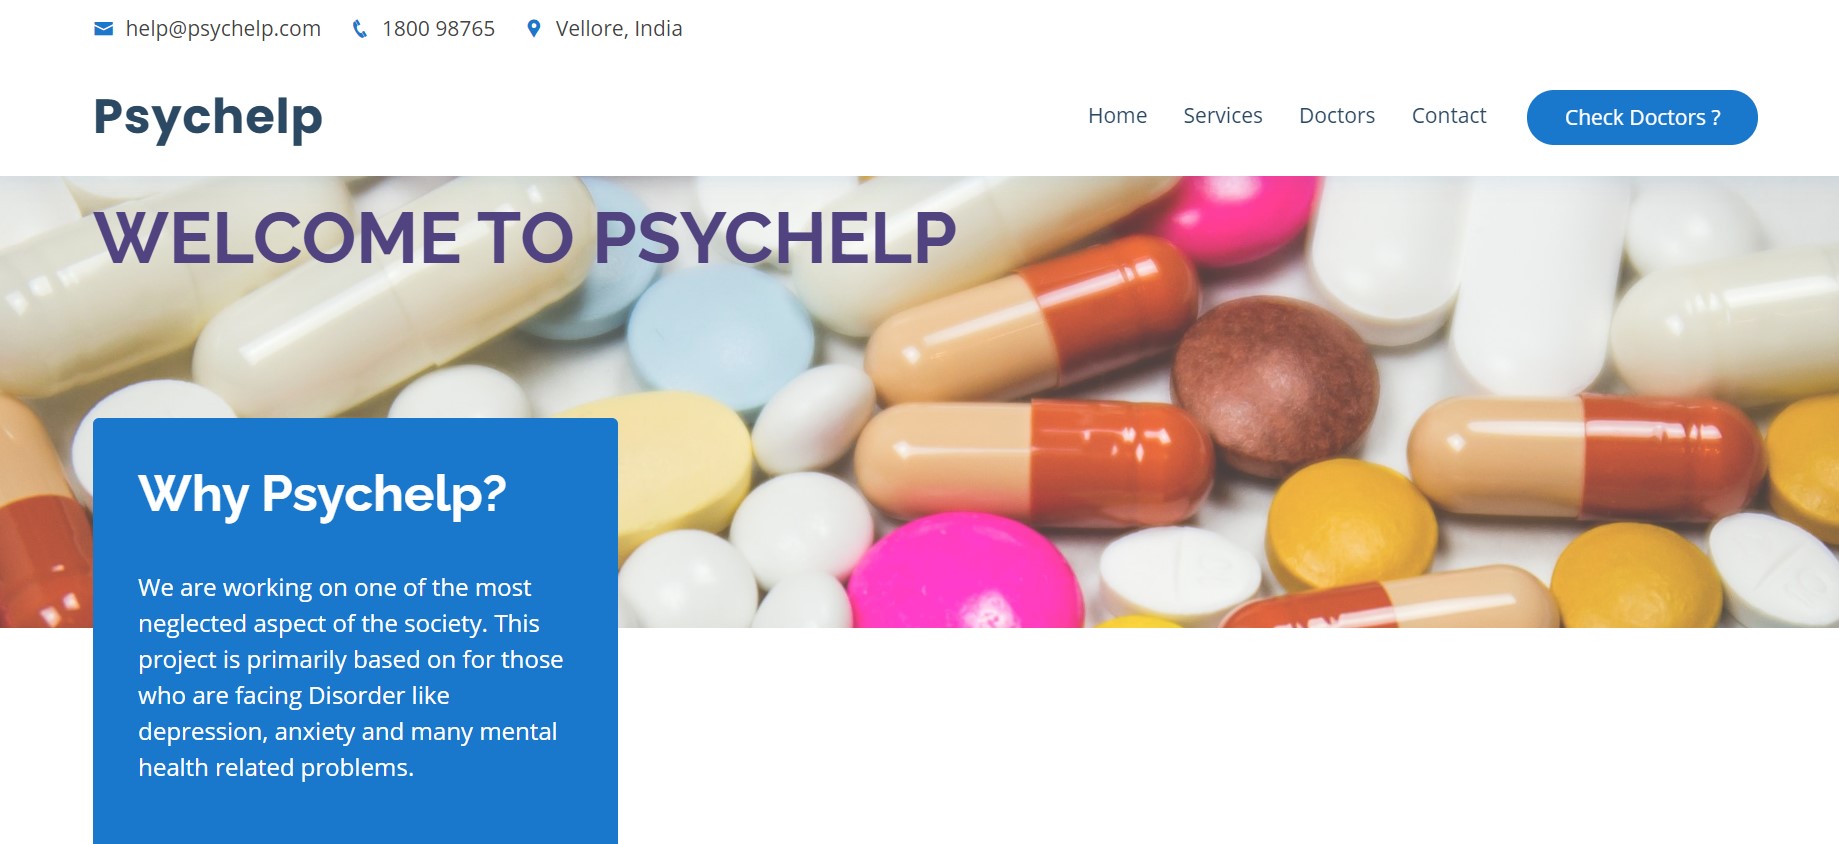 help@psychelp.com 1800 98765 Vellore, India
Psychelp Home Services Doctors Contact Check Doctors ?
WELCOME TO PSYCHELP
Why Psychelp?
We are working on one of the most
neglected aspect of the society. This
project is primarily based on for those
who are facing Disorder like
depression, anxiety and many mental
health related problems.